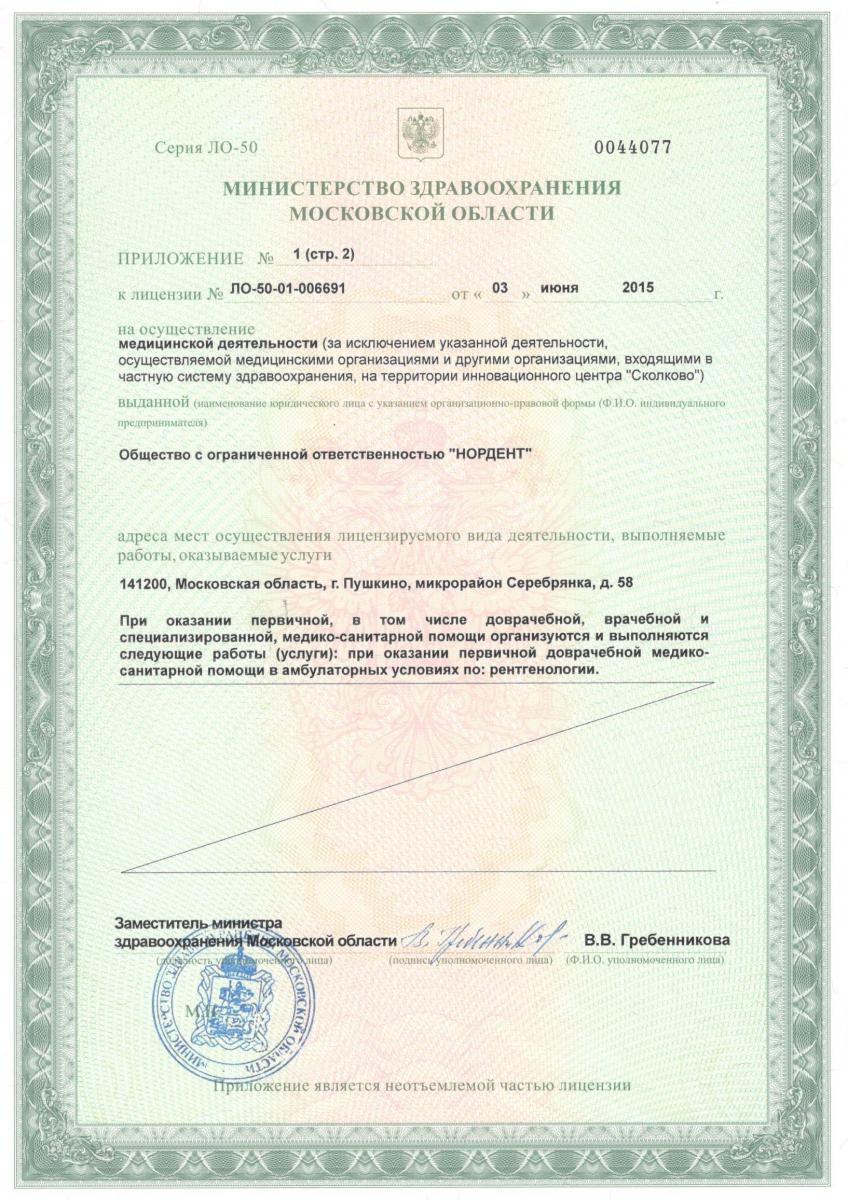 Серия ЛО-50
0044077
МИНИСТЕРСТВО ЗДРАВООХРАНЕНИЯ
МОСКОВСКОЙ ОБЛАСТИ
ПРИЛОЖЕНИЕ № 1 (стр. 2)
к лицензии № ЛО-50-01-006691 от « 03 » июня 2015 г.
на осуществление
медицинской деятельности (за исключением указанной деятельности,
осуществляемой медицинскими организациями и другими организациями, входящими в
частную систему здравоохранения, на территории инновационного центра "Сколково")
выданной (наименование юридического лица с указанием организационно-правовой формы (Ф.И.О. индивидуального
предпринимателя)
Общество с ограниченной ответственностью "НОРДЕНТ"
адреса мест осуществления лицензируемого вида деятельности, выполняемые
работы, оказываемые услуги
141200, Московская область, г. Пушкино, микрорайон Серебрянка, д. 58
При оказании первичной, в том числе доврачебной, врачебной и
специализированной, медико-санитарной помощи организуются и выполняются
следующие работы (услуги): при оказании первичной доврачебной медико-
санитарной помощи в амбулаторных условиях по: рентгенологии.
Заместитель министра
здравоохранения Московской области В. Гребенников В.В. Гребенникова
(должность уполномоченного лица) (подпись уполномоченного лица) (Ф.И.О. уполномоченного лица)
М.П.
МИНИСТЕРСТВО ЗДРАВООХРАНЕНИЯ МОСКОВСКОЙ ОБЛАСТИ
Приложение является неотъемлемой частью лицензии